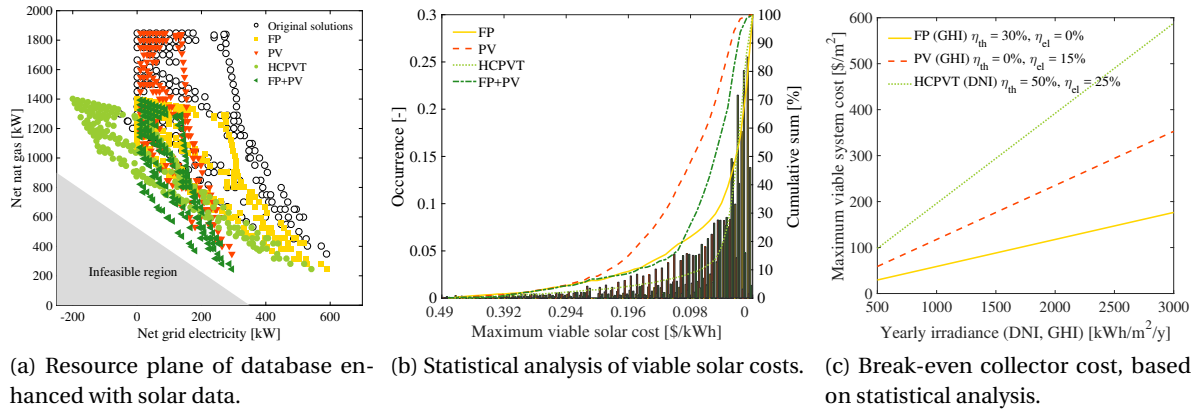 (a)
Original solutions
FP
PV
HCPVT
FP+PV
2000
1800
1600
1400
1200
1000
800
600
400
200
0
Net nat gas [kW]
Infeasible region
-200 0 200 400 600
Net grid electricity [kW]
(a) Resource plane of database en-
hanced with solar data.
(b)
FP
PV
HCPVT
FP+PV
0.3
0.25
0.2
0.15
0.1
0.05
0
Occurrence [-]
100
90
80
70
60
50
40
30
20
10
0
Cumulative sum [%]
0.49 0.392 0.294 0.196 0.098 0
Maximum viable solar cost [$/kWh]
(b) Statistical analysis of viable solar costs.
(c)
FP (GHI) η_th = 30%, η_el = 0%
PV (GHI) η_th = 0%, η_el = 15%
HCPVT (DNI) η_th = 50%, η_el = 25%
600
500
400
300
200
100
0
Maximum viable system cost [$/m²]
500 1000 1500 2000 2500 3000
Yearly irradiance (DNI, GHI) [kWh/m²/y]
(c) Break-even collector cost, based
on statistical analysis.